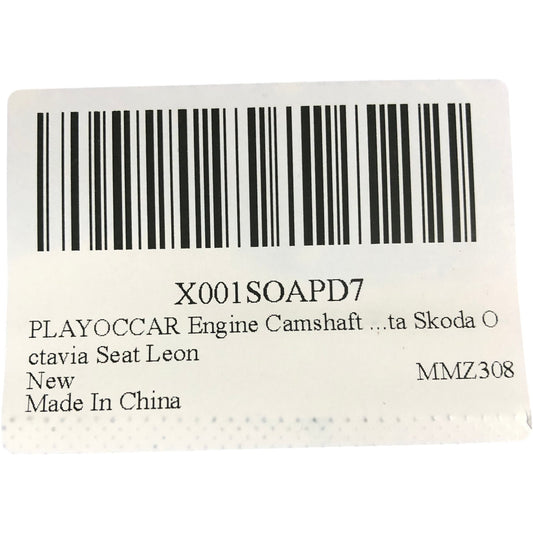 X001SOAPD7
PLAYOCCAR Engine Camshaft ...ta Skoda O
ctavia Seat Leon
New
MMZ308
Made In China